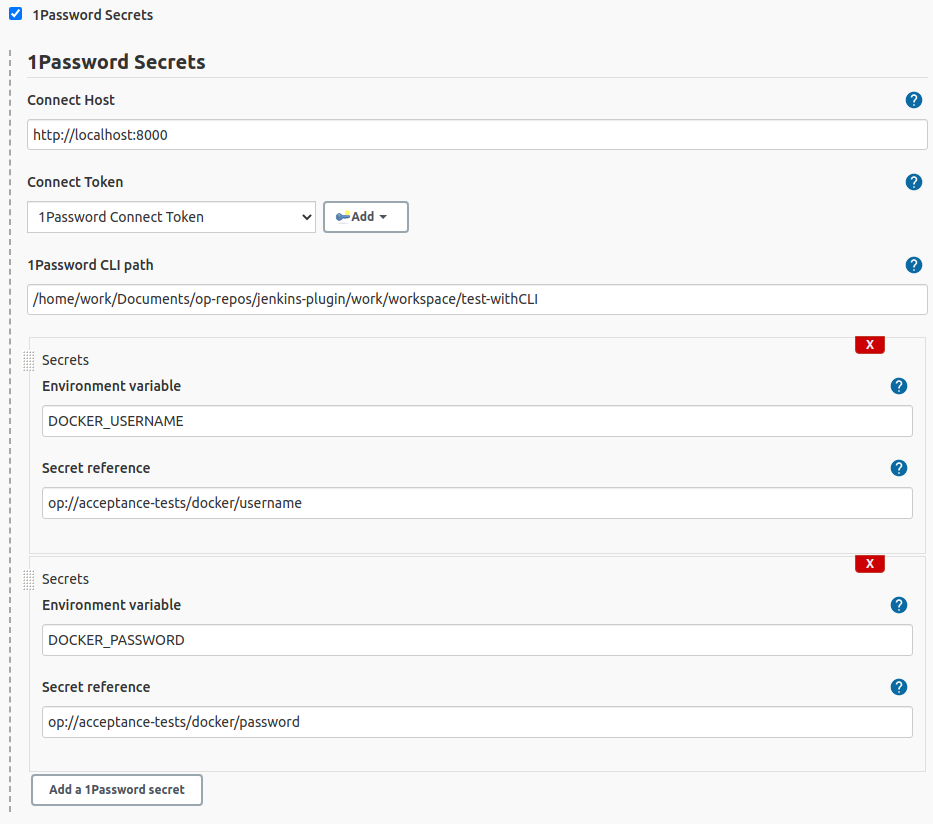 1Password Secrets
1Password Secrets
Connect Host
?
http://localhost:8000
Connect Token
?
1Password Connect Token
Add
1Password CLI path
?
/home/work/Documents/op-repos/jenkins-plugin/work/workspace/test-withCLI
X
Secrets
Environment variable
?
DOCKER_USERNAME
Secret reference
?
op://acceptance-tests/docker/username
X
Secrets
Environment variable
?
DOCKER_PASSWORD
Secret reference
?
op://acceptance-tests/docker/password
Add a 1Password secret